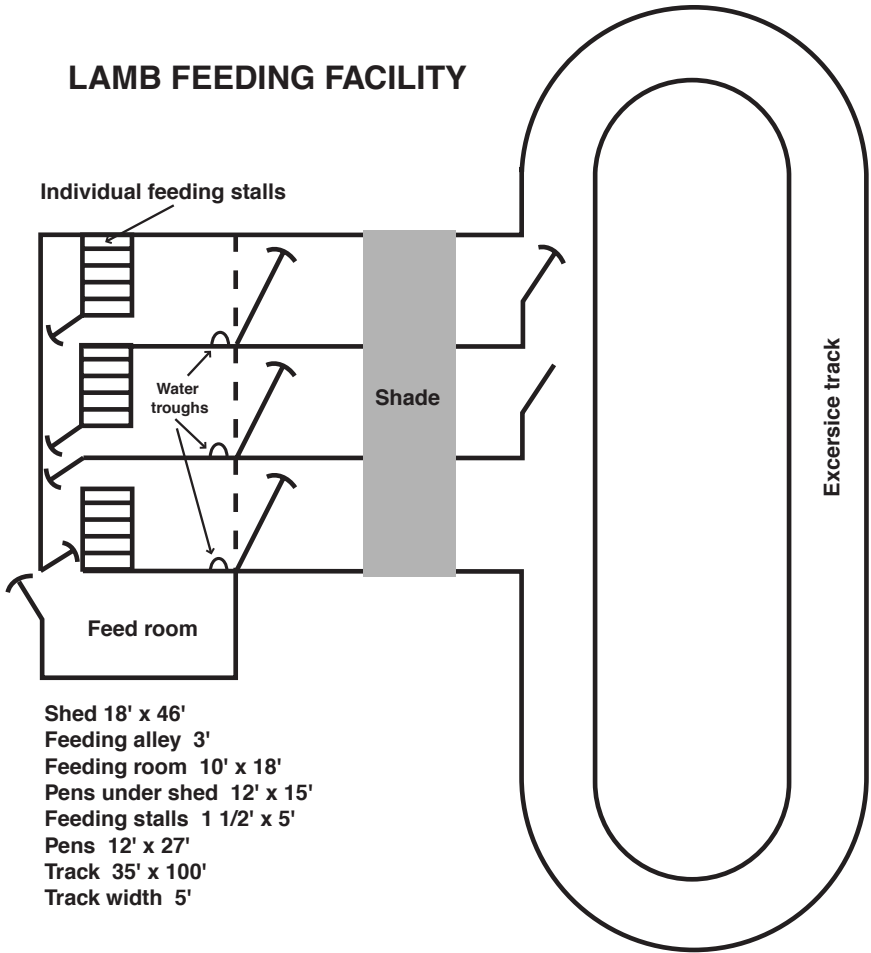 LAMB FEEDING FACILITY
Individual feeding stalls
Water
troughs
Shade
Excersice track
Feed room
Shed 18' x 46'
Feeding alley 3'
Feeding room 10' x 18'
Pens under shed 12' x 15'
Feeding stalls 1 1/2' x 5'
Pens 12' x 27'
Track 35' x 100'
Track width 5'